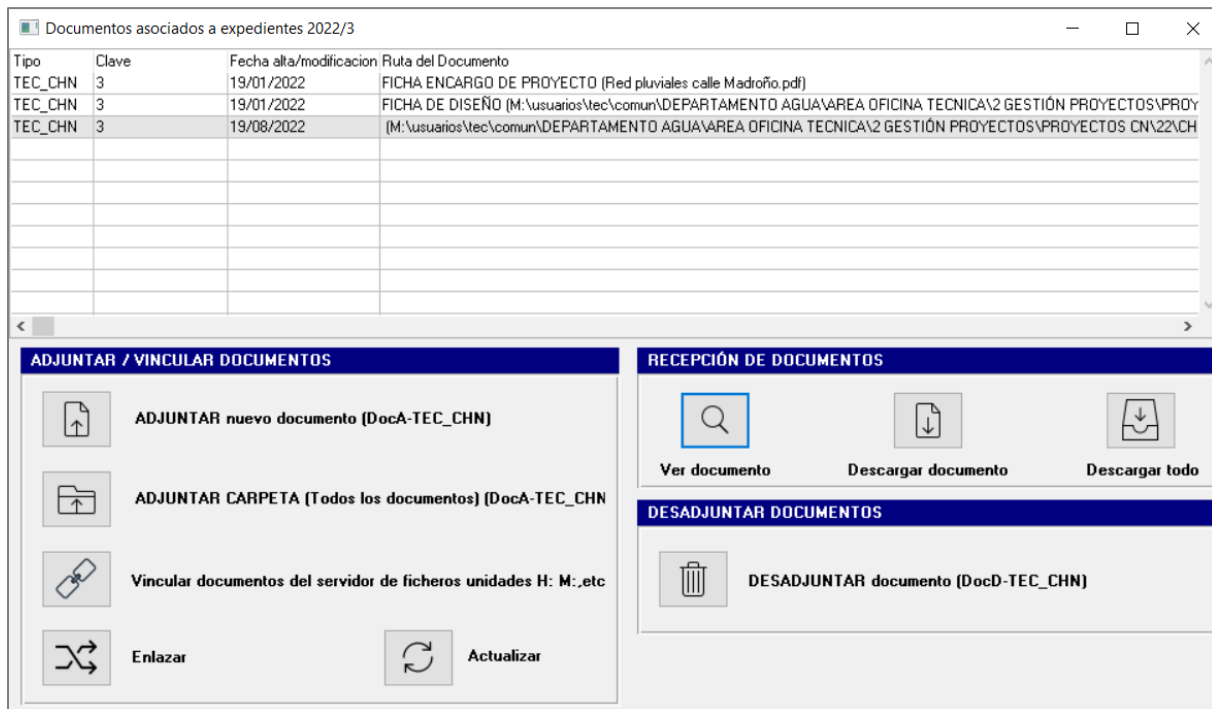 Documentos asociados a expedientes 2022/3
Tipo Clave Fecha alta/modificacion Ruta del Documento
TEC_CHN 3 19/01/2022 FICHA ENCARGO DE PROYECTO (Red pluviales calle Madroño.pdf)
TEC_CHN 3 19/01/2022 FICHA DE DISEÑO (M:\usuarios\tec\comun\DEPARTAMENTO AGUA\AREA OFICINA TECNICA\2 GESTIÓN PROYECTOS\PROY
TEC_CHN 3 19/08/2022 (M:\usuarios\tec\comun\DEPARTAMENTO AGUA\AREA OFICINA TECNICA\2 GESTIÓN PROYECTOS\PROYECTOS CN\22\CH
ADJUNTAR / VINCULAR DOCUMENTOS
ADJUNTAR nuevo documento (DocA-TEC_CHN)
ADJUNTAR CARPETA (Todos los documentos) (DocA-TEC_CHN
Vincular documentos del servidor de ficheros unidades H: M:,etc
Enlazar Actualizar
RECEPCIÓN DE DOCUMENTOS
Ver documento Descargar documento Descargar todo
DESADJUNTAR DOCUMENTOS
DESADJUNTAR documento (DocD-TEC_CHN)